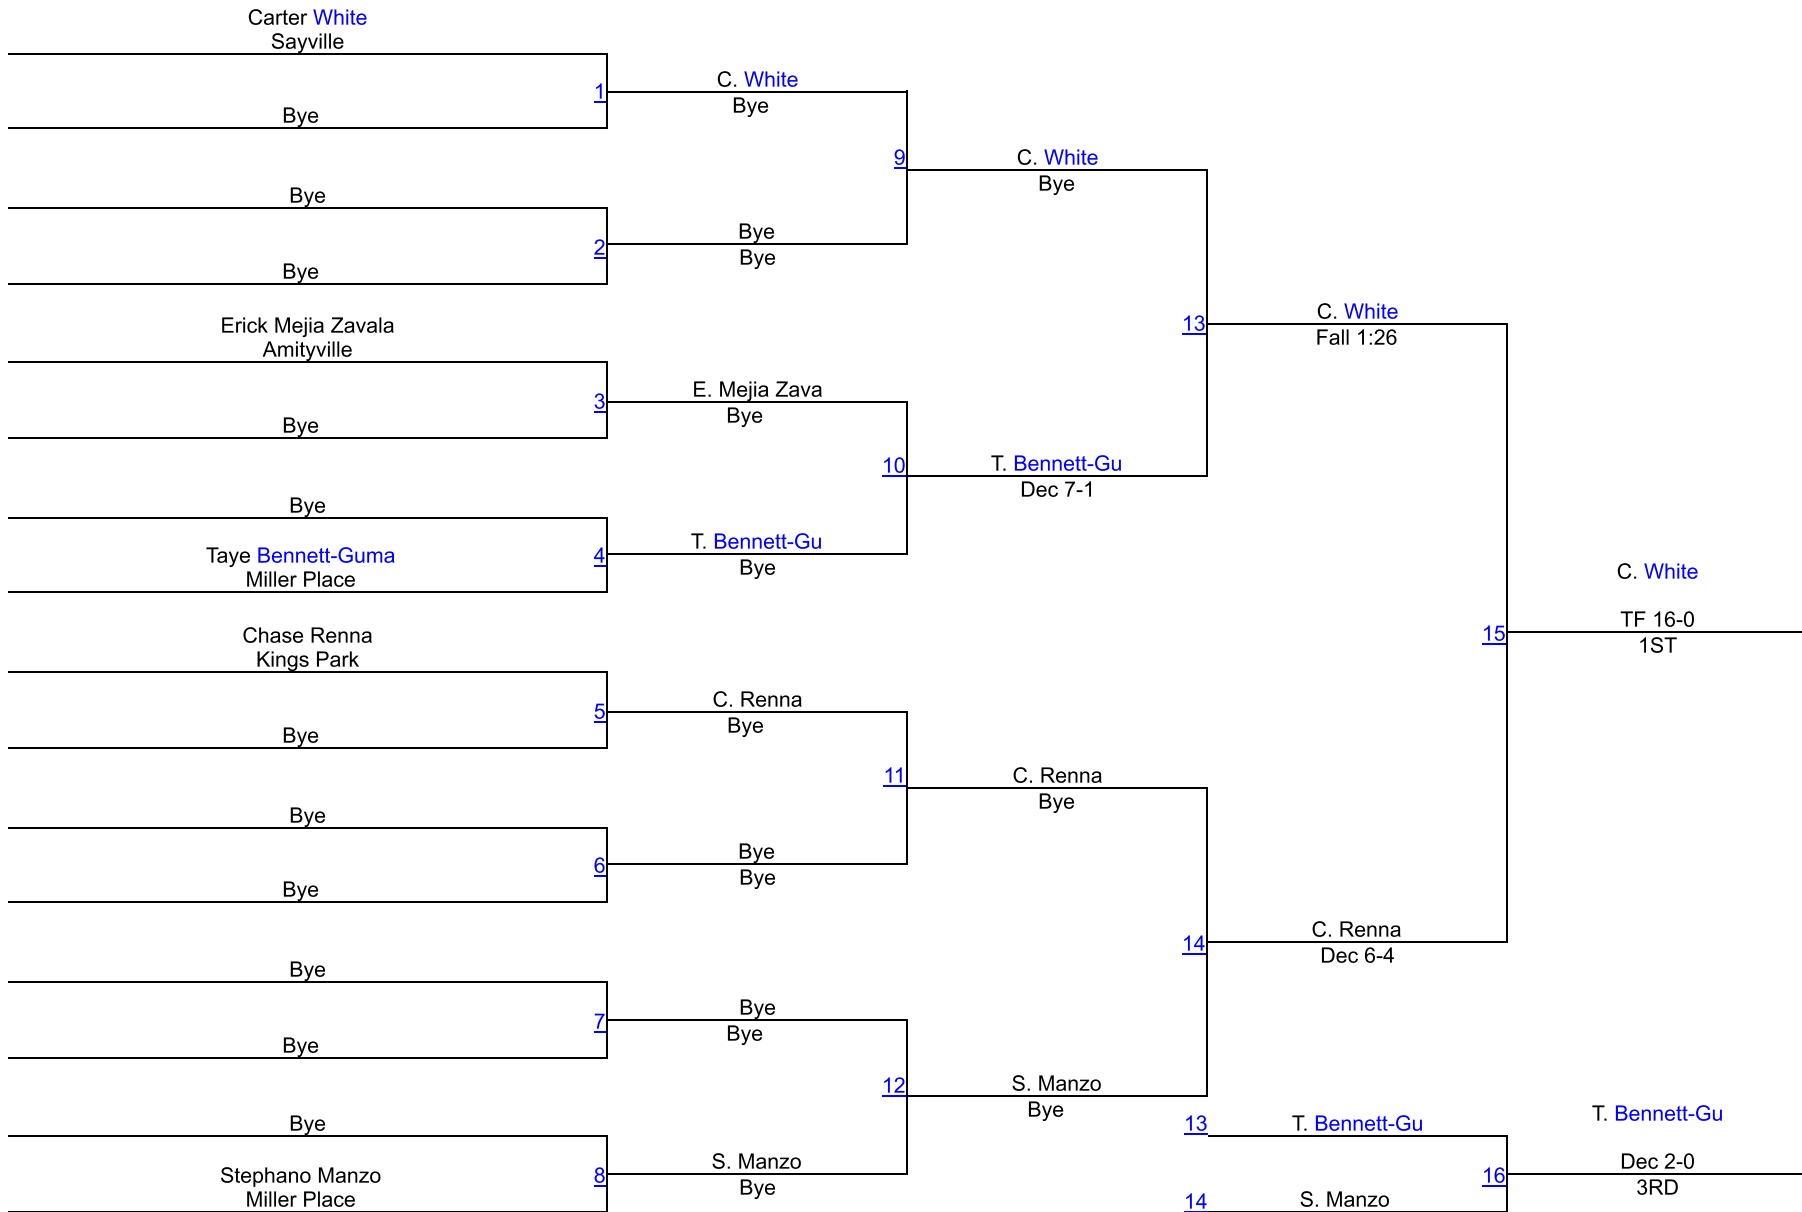 Carter White
Sayville
1
Bye
Bye
2
Bye
Erick Mejia Zavala
Amityville
3
Bye
Bye
Taye Bennett-Guma
Miller Place
4
Chase Renna
Kings Park
5
Bye
Bye
6
Bye
Bye
7
Bye
Bye
Stephano Manzo
Miller Place
8
C. White
Bye
9
Bye
Bye
E. Mejia Zava
Bye
10
T. Bennett-Gu
Bye
C. Renna
Bye
11
Bye
Bye
Bye
Bye
12
S. Manzo
Bye
C. White
Bye
13
T. Bennett-Gu
Dec 7-1
C. Renna
Bye
14
S. Manzo
Bye
C. White
Fall 1:26
15
C. Renna
Dec 6-4
C. White
TF 16-0
1ST
13
T. Bennett-Gu
16
14
S. Manzo
T. Bennett-Gu
Dec 2-0
3RD